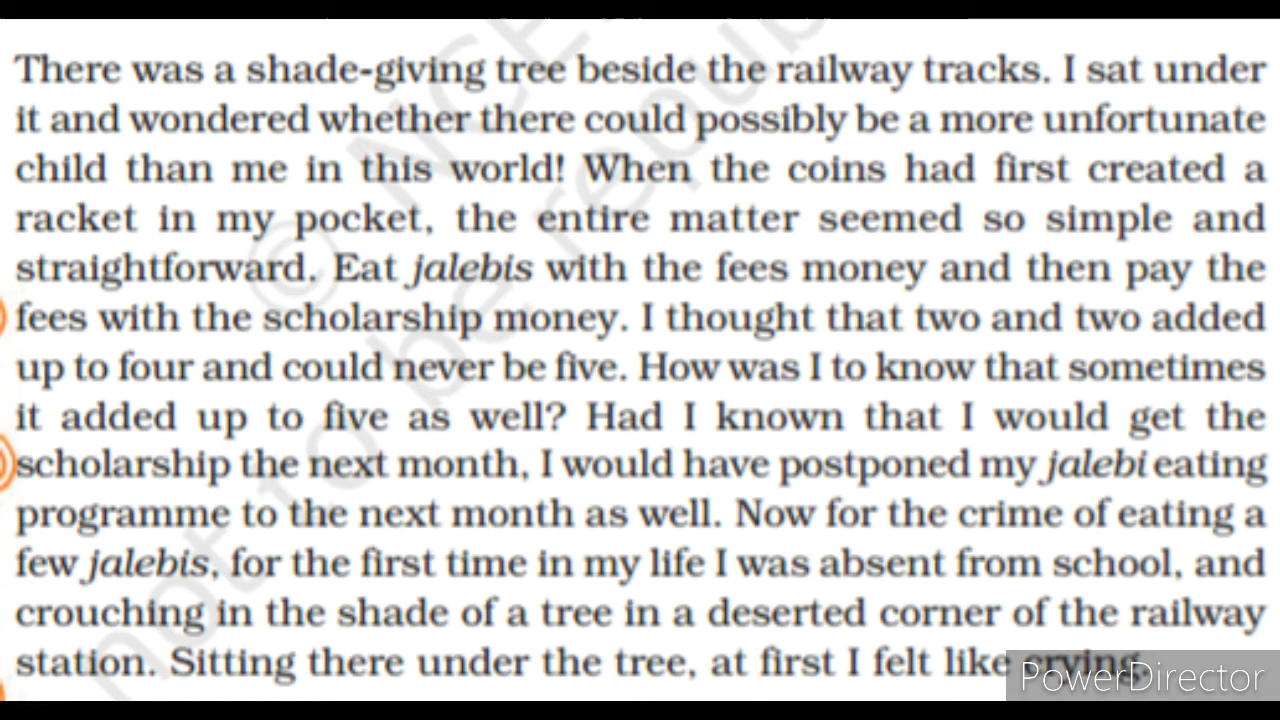 There was a shade-giving tree beside the railway tracks. I sat under
it and wondered whether there could possibly be a more unfortunate
child than me in this world! When the coins had first created a
racket in my pocket, the entire matter seemed so simple and
straightforward. Eat jalebis with the fees money and then pay the
fees with the scholarship money. I thought that two and two added
up to four and could never be five. How was I to know that sometimes
it added up to five as well? Had I known that I would get the
scholarship the next month, I would have postponed my jalebi eating
programme to the next month as well. Now for the crime of eating a
few jalebis, for the first time in my life I was absent from school, and
crouching in the shade of a tree in a deserted corner of the railway
station. Sitting there under the tree, at first I felt like crying.
PowerDirector
© NCE
not to be republ